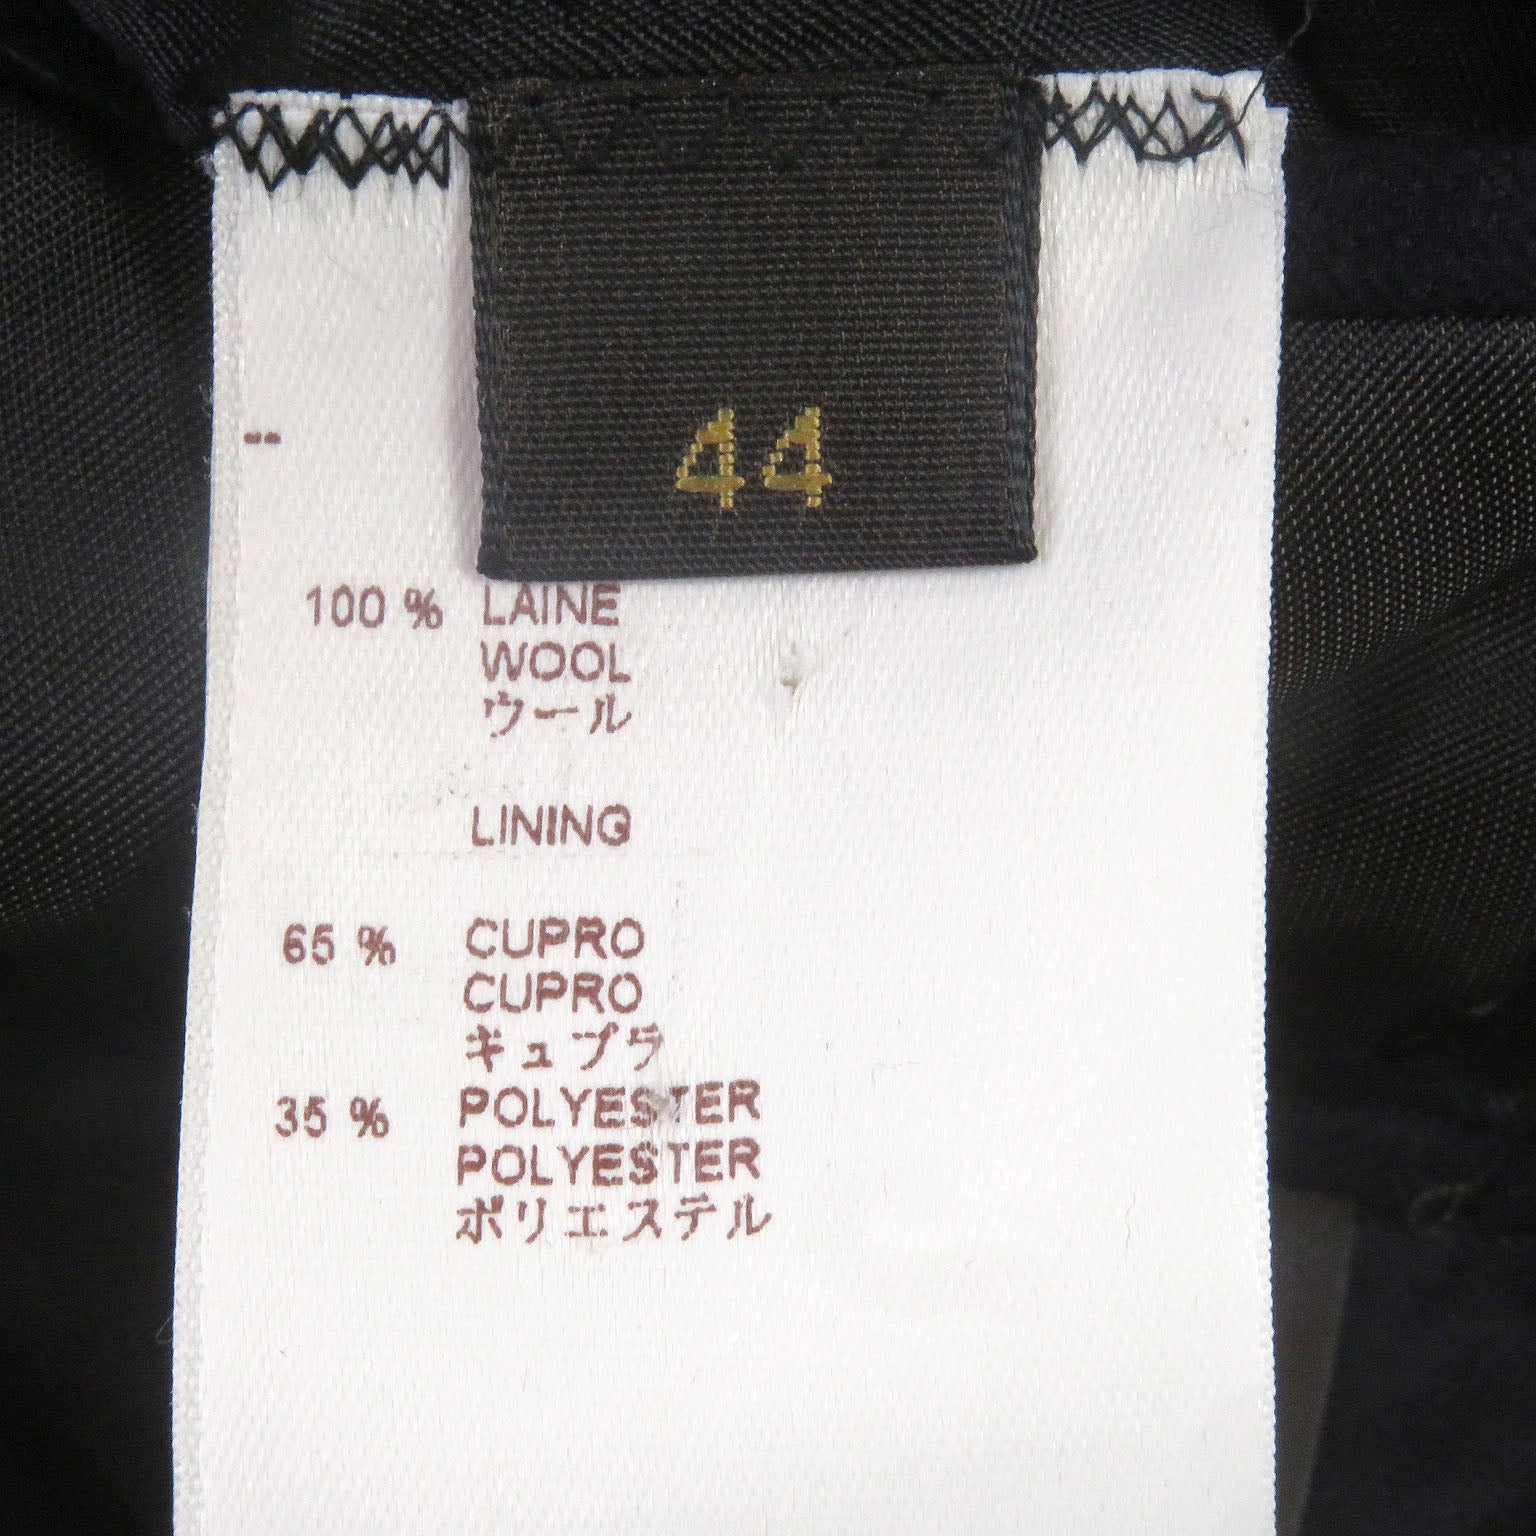 44
--
100 % LAINE
WOOL
ウール
LINING
65 % CUPRO
CUPRO
キュプラ
35 % POLYESTER
POLYESTER
ポリエステル